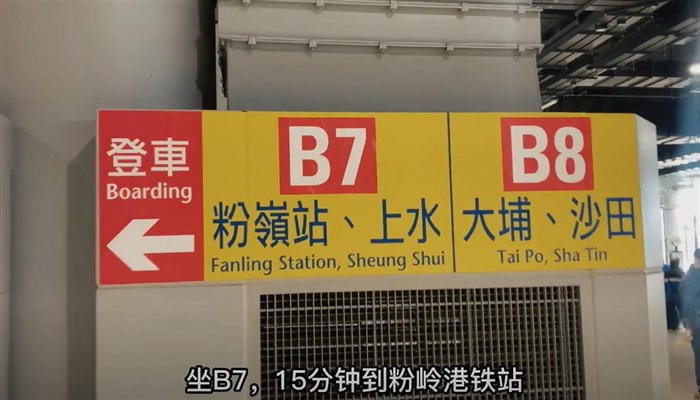 登車
Boarding
B7
粉嶺站、上水
Fanling Station, Sheung Shui
B8
大埔、沙田
Tai Po, Sha Tin
坐B7，15分钟到粉岭港铁站